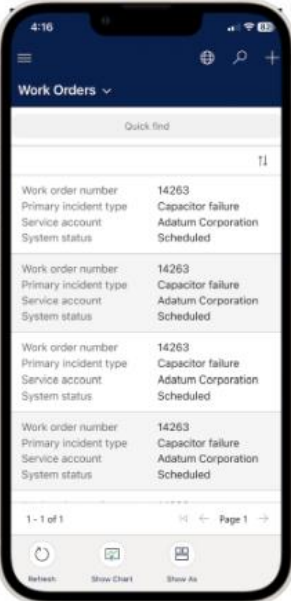 4:16
Work Orders
Quick find
Work order number 14263
Primary incident type Capacitor failure
Service account Adatum Corporation
System status Scheduled
Work order number 14263
Primary incident type Capacitor failure
Service account Adatum Corporation
System status Scheduled
Work order number 14263
Primary incident type Capacitor failure
Service account Adatum Corporation
System status Scheduled
Work order number 14263
Primary incident type Capacitor failure
Service account Adatum Corporation
System status Scheduled
1 - 1 of 1 Page 1
Refresh Show Chart Show As